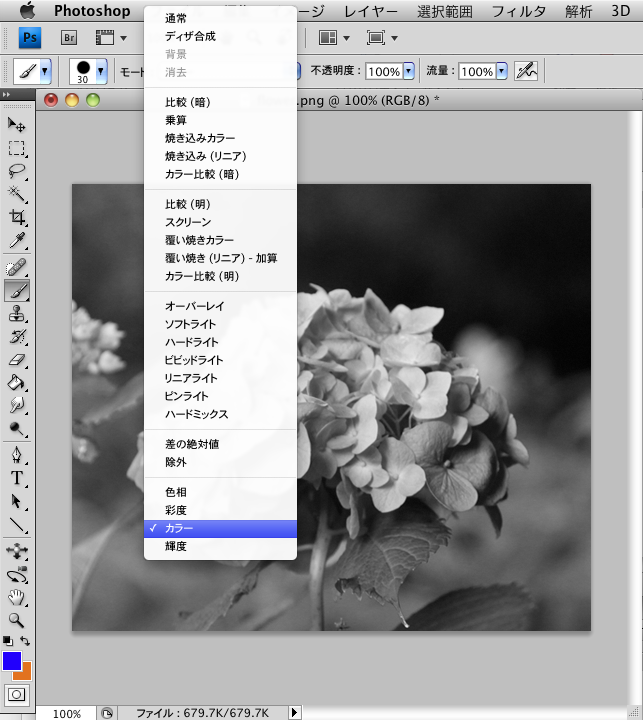 Photoshop ージ レイヤー 選択範囲 フィルタ 解析 3D
Ps Br
30 モード 不透明度: 100% 流量: 100%
.png @ 100% (RGB/8) *
通常
ディザ合成
背景
消去
比較 (暗)
乗算
焼き込みカラー
焼き込み (リニア)
カラー比較 (暗)
比較 (明)
スクリーン
覆い焼きカラー
覆い焼き (リニア) - 加算
カラー比較 (明)
オーバーレイ
ソフトライト
ハードライト
ビビッドライト
リニアライト
ピンライト
ハードミックス
差の絶対値
除外
色相
彩度
✓ カラー
輝度
T
100% ファイル : 679.7K/679.7K